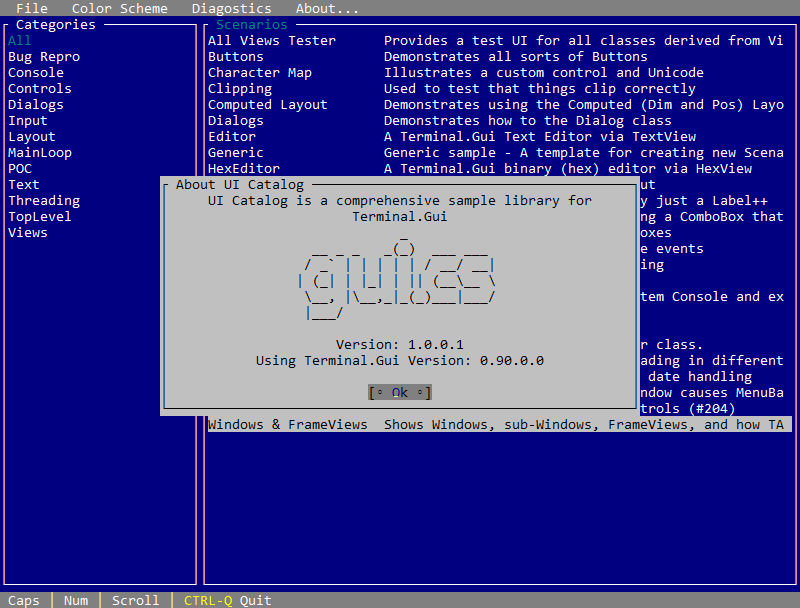 File Color Scheme Diagostics About...
Categories
All
Bug Repro
Console
Controls
Dialogs
Input
Layout
MainLoop
POC
Text
Threading
TopLevel
Views
Scenarios
All Views Tester Provides a test UI for all classes derived from Vi
Buttons Demonstrates all sorts of Buttons
Character Map Illustrates a custom control and Unicode
Clipping Used to test that things clip correctly
Computed Layout Demonstrates using the Computed (Dim and Pos) Layo
Dialogs Demonstrates how to the Dialog class
Editor A Terminal.Gui Text Editor via TextView
Generic Generic sample - A template for creating new Scena
HexEditor A Terminal.Gui binary (hex) editor via HexView
ut
y just a Label++
ng a ComboBox that
oxes
e events
ing
tem Console and ex
r class.
ading in different
date handling
ndow causes MenuBa
trols (#204)
Windows & FrameViews Shows Windows, sub-Windows, FrameViews, and how TA
About UI Catalog
UI Catalog is a comprehensive sample library for
Terminal.Gui
gui.cs
Version: 1.0.0.1
Using Terminal.Gui Version: 0.90.0.0
[◦ Ok ◦]
Caps │ Num │ Scroll │ CTRL-Q Quit